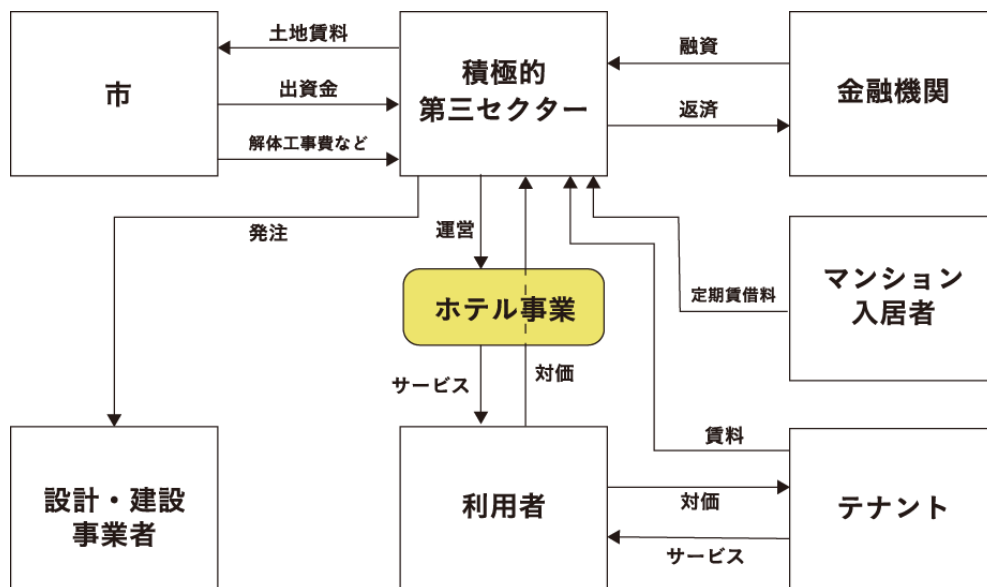 市
土地賃料
出資金
解体工事費など
積極的
第三セクター
融資
返済
金融機関
発注
運営
ホテル事業
定期賃借料
マンション
入居者
サービス
対価
賃料
設計・建設
事業者
利用者
対価
サービス
テナント